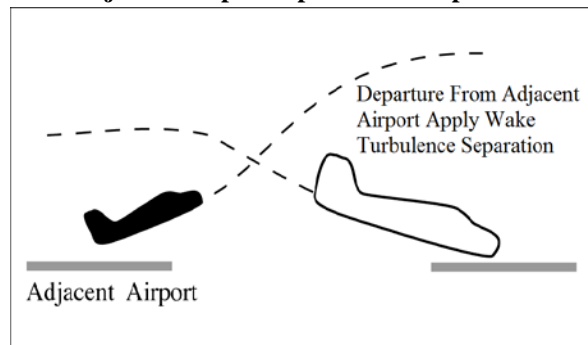 Departure From Adjacent
Airport Apply Wake
Turbulence Separation
Adjacent Airport